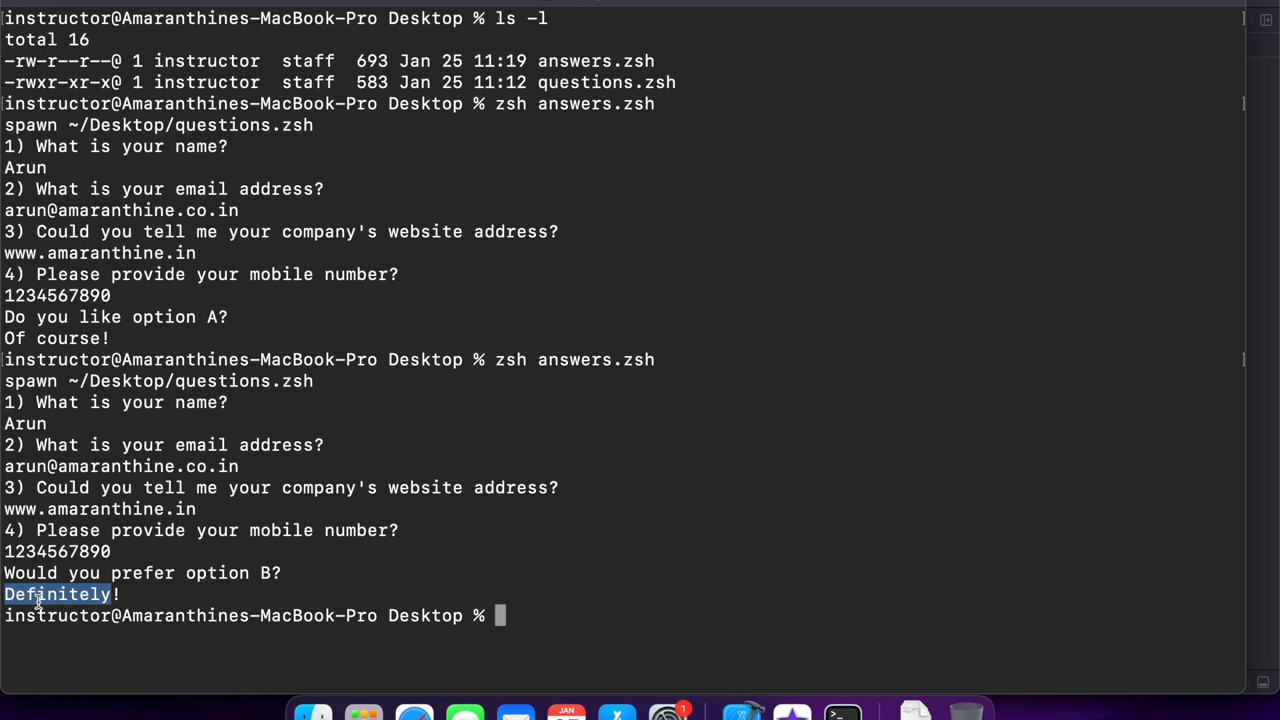 instructor@Amaranthines-MacBook-Pro Desktop % ls -l
total 16
-rw-r--r--@ 1 instructor  staff  693 Jan 25 11:19 answers.zsh
-rwxr-xr-x@ 1 instructor  staff  583 Jan 25 11:12 questions.zsh
instructor@Amaranthines-MacBook-Pro Desktop % zsh answers.zsh
spawn ~/Desktop/questions.zsh
1) What is your name?
Arun
2) What is your email address?
arun@amaranthine.co.in
3) Could you tell me your company's website address?
www.amaranthine.in
4) Please provide your mobile number?
1234567890
Do you like option A?
Of course!
instructor@Amaranthines-MacBook-Pro Desktop % zsh answers.zsh
spawn ~/Desktop/questions.zsh
1) What is your name?
Arun
2) What is your email address?
arun@amaranthine.co.in
3) Could you tell me your company's website address?
www.amaranthine.in
4) Please provide your mobile number?
1234567890
Would you prefer option B?
Definitely!
instructor@Amaranthines-MacBook-Pro Desktop %
JAN
1